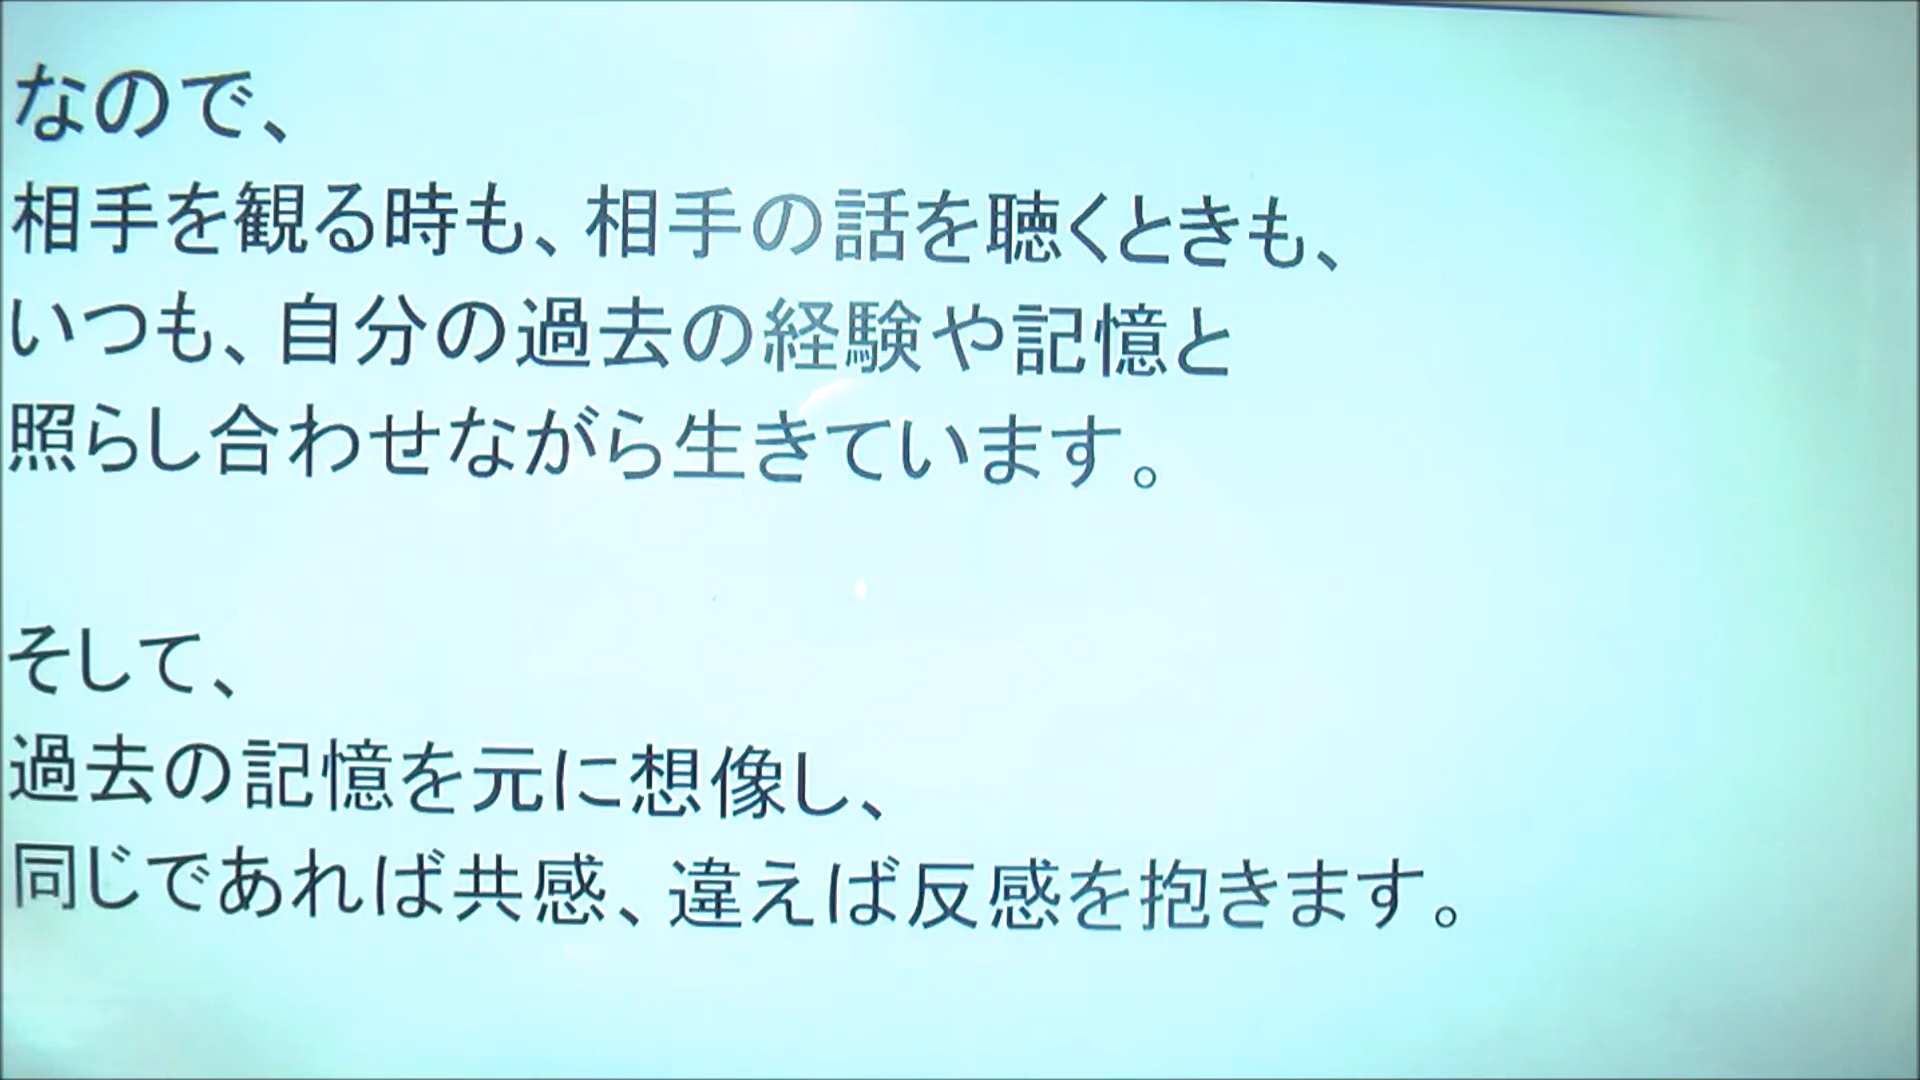 なので、
相手を観る時も、相手の話を聴くときも、
いつも、自分の過去の経験や記憶と
照らし合わせながら生きています。
そして、
過去の記憶を元に想像し、
同じであれば共感、違えば反感を抱きます。